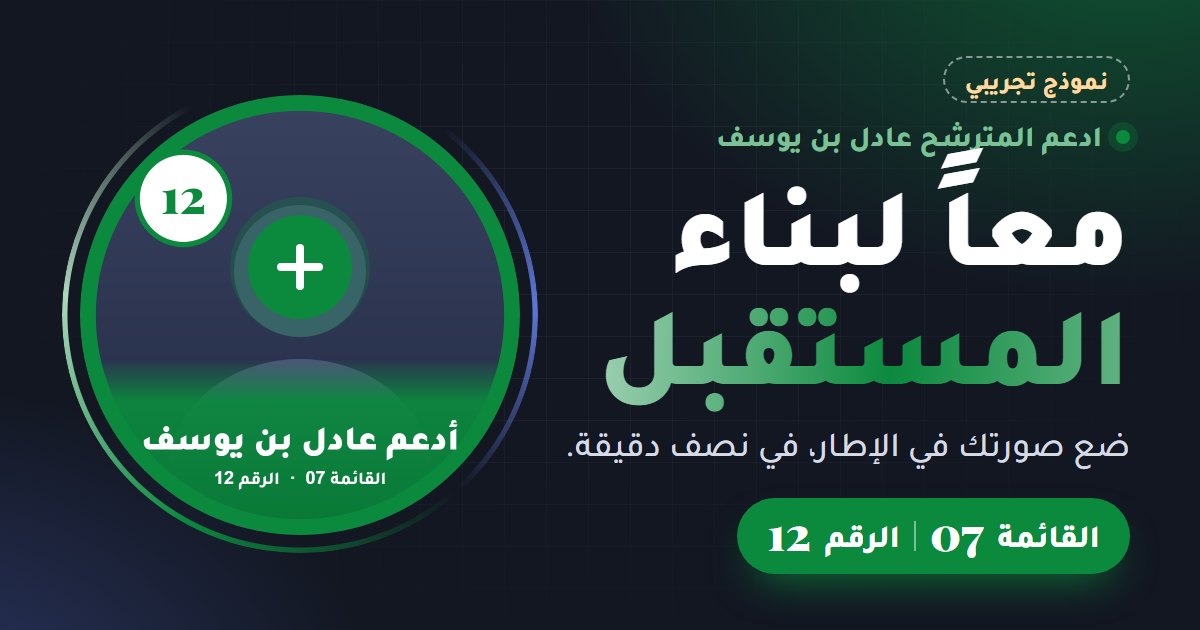 نموذج تجريبي
ادعم المترشح عادل بن يوسف
معاً لبناء
المستقبل
ضع صورتك في الإطار، في نصف دقيقة.
القائمة 07 | الرقم 12
12
أدعم عادل بن يوسف
القائمة 07 · الرقم 12